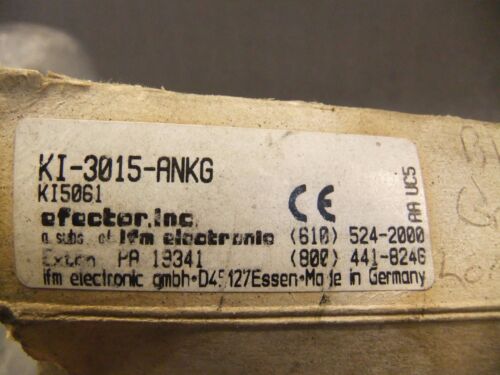 KI-3015-ANKG
KI5061
CE
AA UC5
efector,inc.
a subs. of ifm electronic (610) 524-2000
Exton PA 19341 (800) 441-8246
ifm electronic gmbh•D45127Essen•Made in Germany